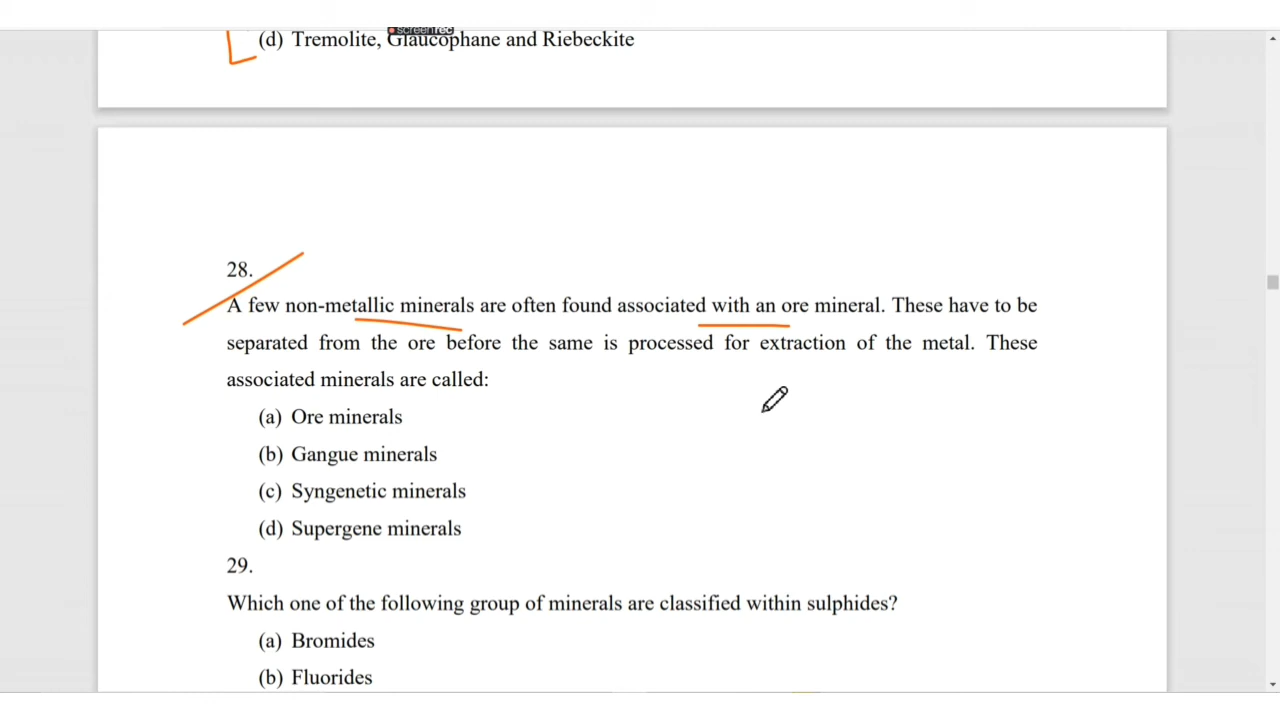 screenrec
(d) Tremolite, Glaucophane and Riebeckite
28.
A few non-metallic minerals are often found associated with an ore mineral. These have to be
separated from the ore before the same is processed for extraction of the metal. These
associated minerals are called:
(a) Ore minerals
(b) Gangue minerals
(c) Syngenetic minerals
(d) Supergene minerals
29.
Which one of the following group of minerals are classified within sulphides?
(a) Bromides
(b) Fluorides